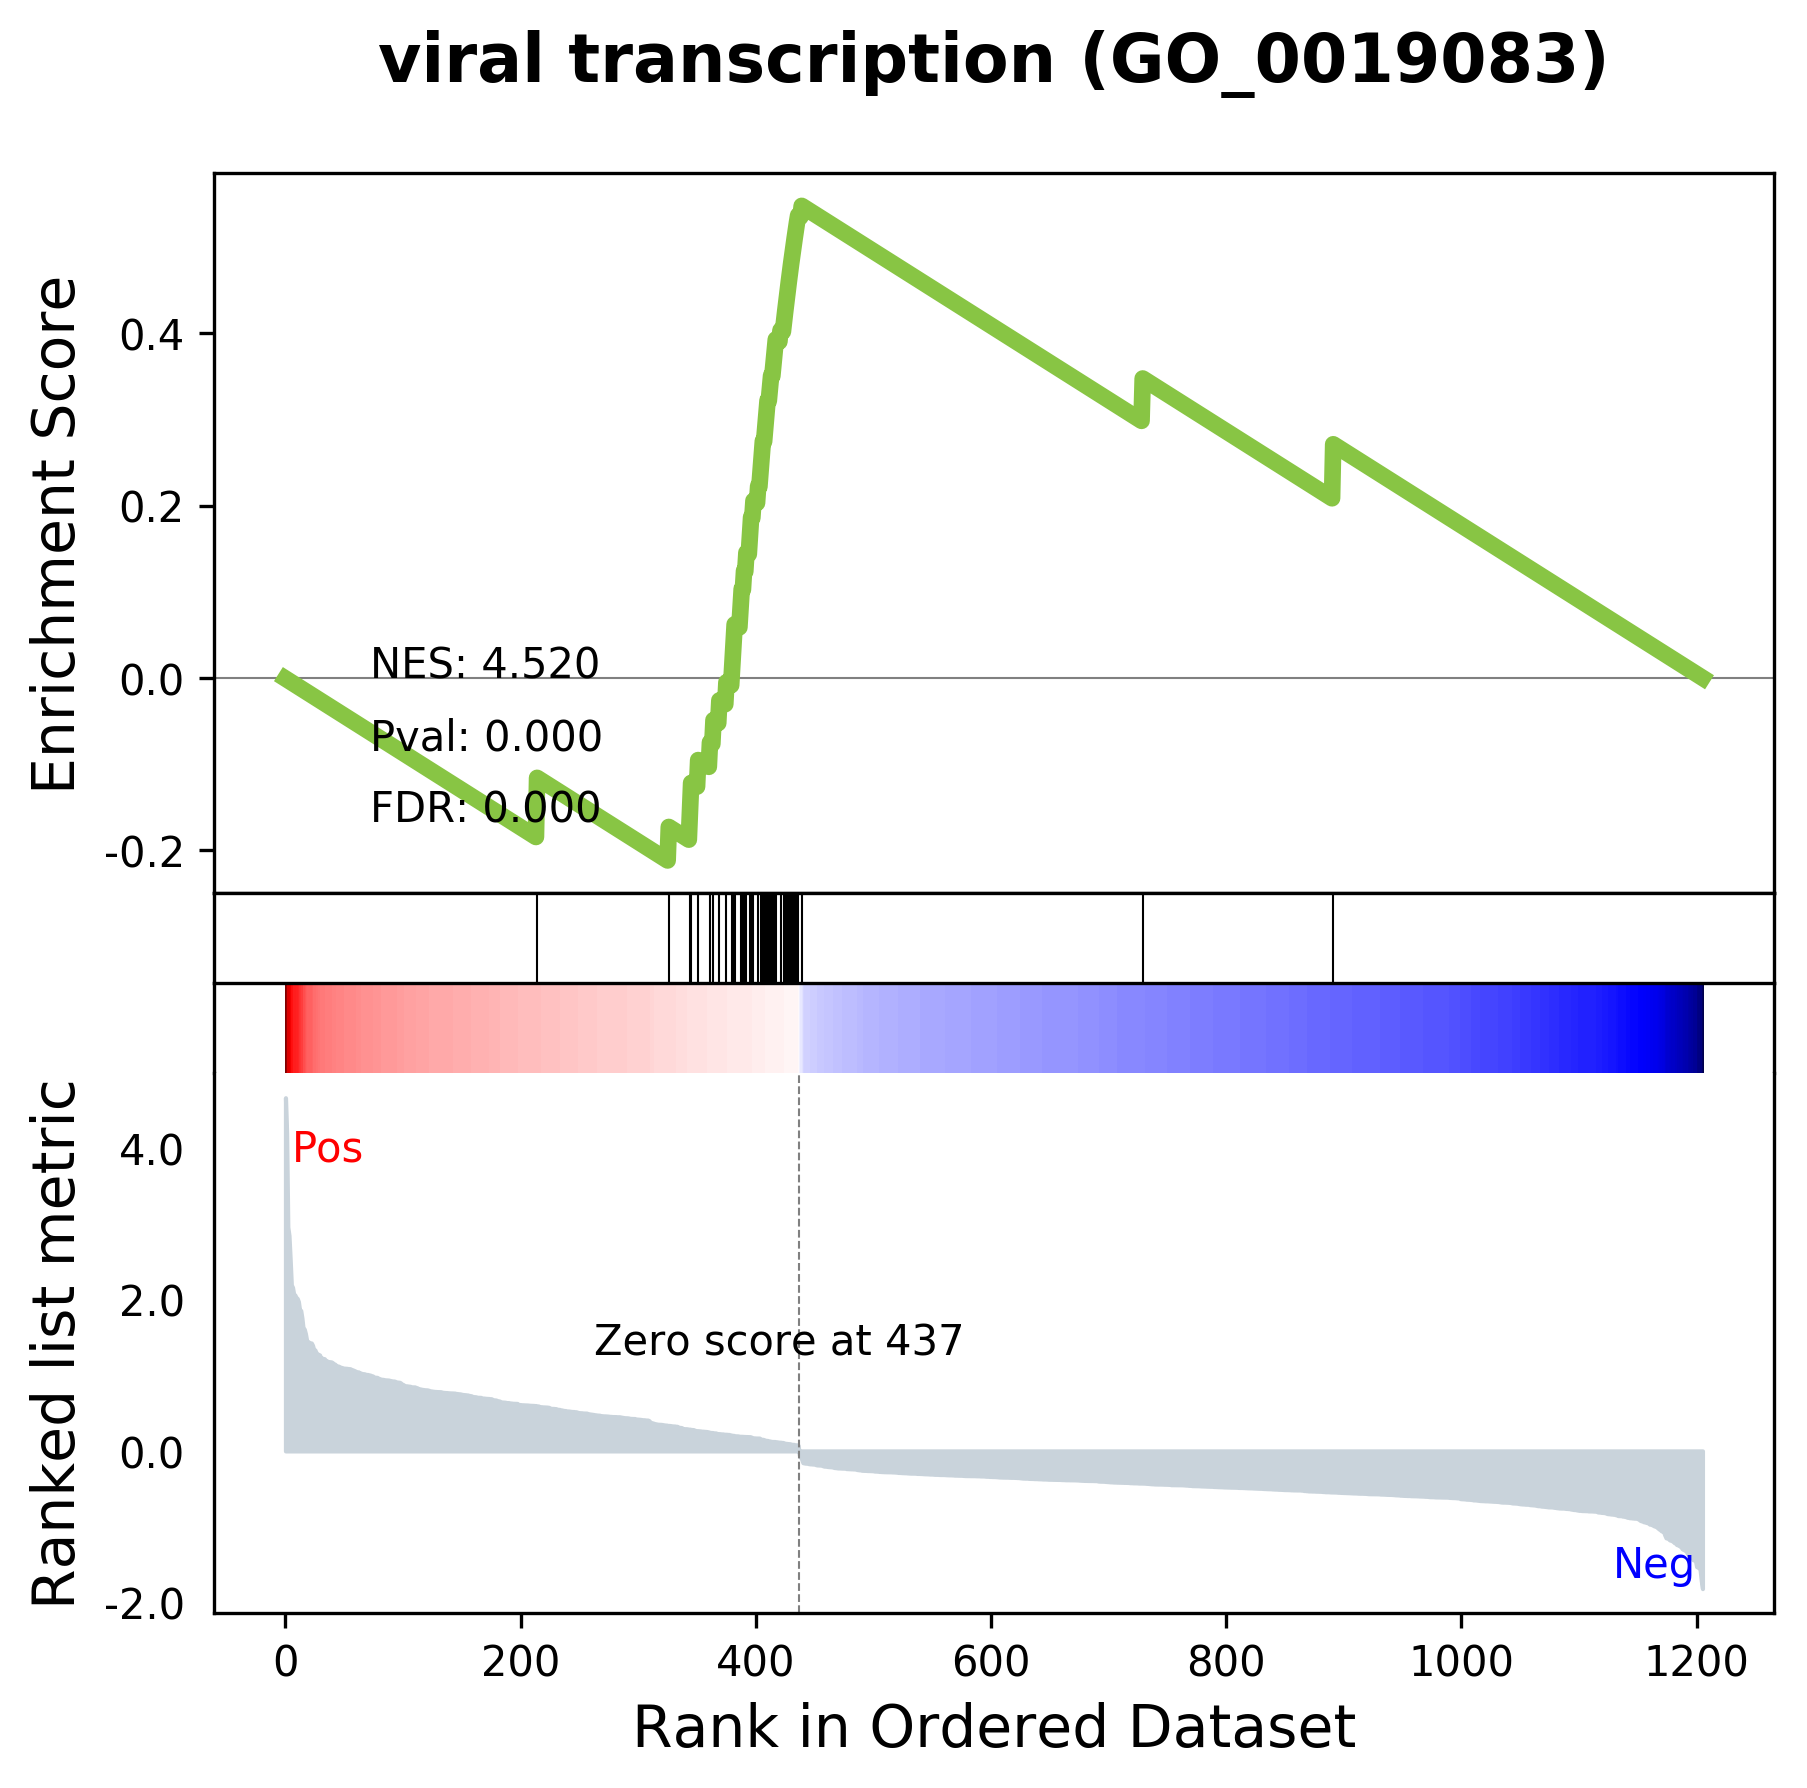 viral transcription (GO_0019083)
Enrichment Score
0.4
0.2
0.0
-0.2
NES: 4.520
Pval: 0.000
FDR: 0.000
Ranked list metric
4.0
2.0
0.0
-2.0
Pos
Zero score at 437
Neg
0 200 400 600 800 1000 1200
Rank in Ordered Dataset